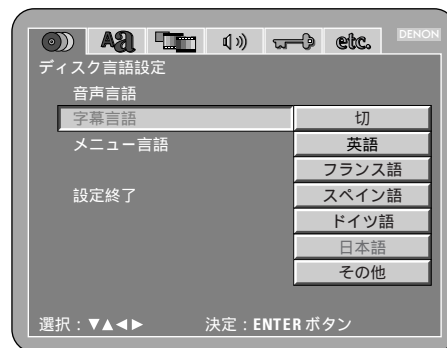 Aa etc. DENON
ディスク言語設定
音声言語
字幕言語 切
メニュー言語 英語
フランス語
設定終了 スペイン語
ドイツ語
日本語
その他
選択：▼▲◀▶ 決定：ENTER ボタン